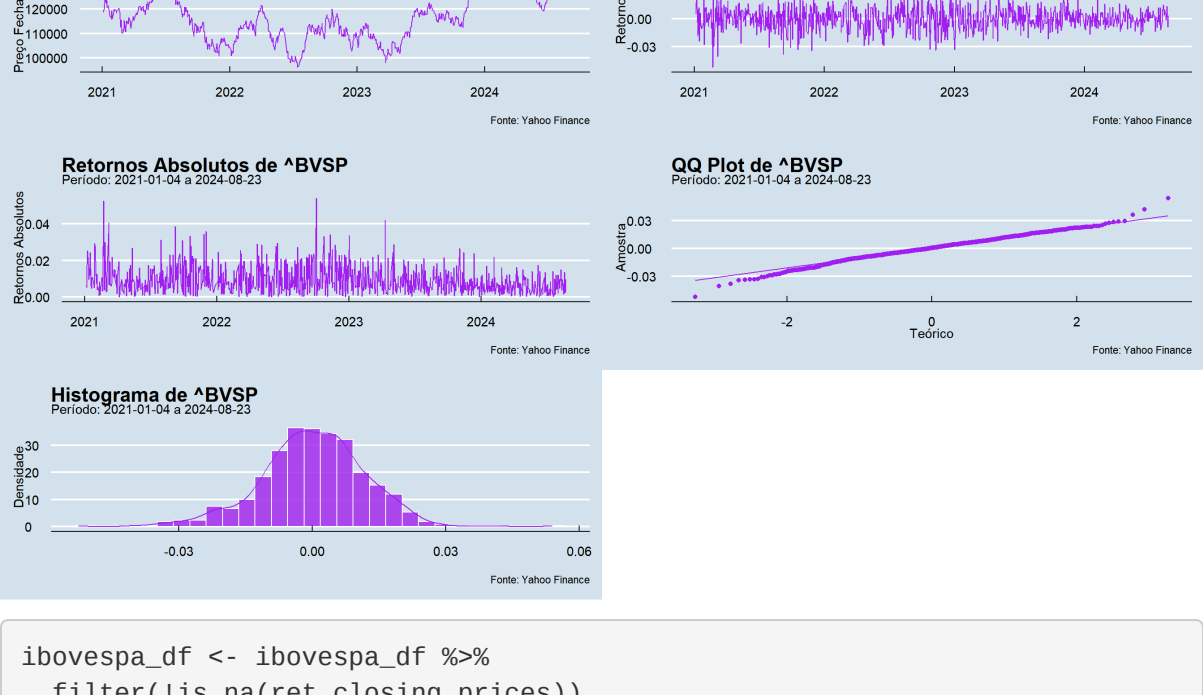 120000
110000
100000
Preço Fecha
2021
2022
2023
2024
Fonte: Yahoo Finance
Retorno
0.00
-0.03
2021
2022
2023
2024
Fonte: Yahoo Finance
Retornos Absolutos de ^BVSP
Período: 2021-01-04 a 2024-08-23
Retornos Absolutos
0.04
0.02
0.00
2021
2022
2023
2024
Fonte: Yahoo Finance
QQ Plot de ^BVSP
Período: 2021-01-04 a 2024-08-23
Amostra
0.03
0.00
-0.03
-2
0
2
Teórico
Fonte: Yahoo Finance
Histograma de ^BVSP
Período: 2021-01-04 a 2024-08-23
Densidade
30
20
10
0
-0.03
0.00
0.03
0.06
Fonte: Yahoo Finance
ibovespa_df <- ibovespa_df %>%
filter(!is.na(ret_closing_prices))